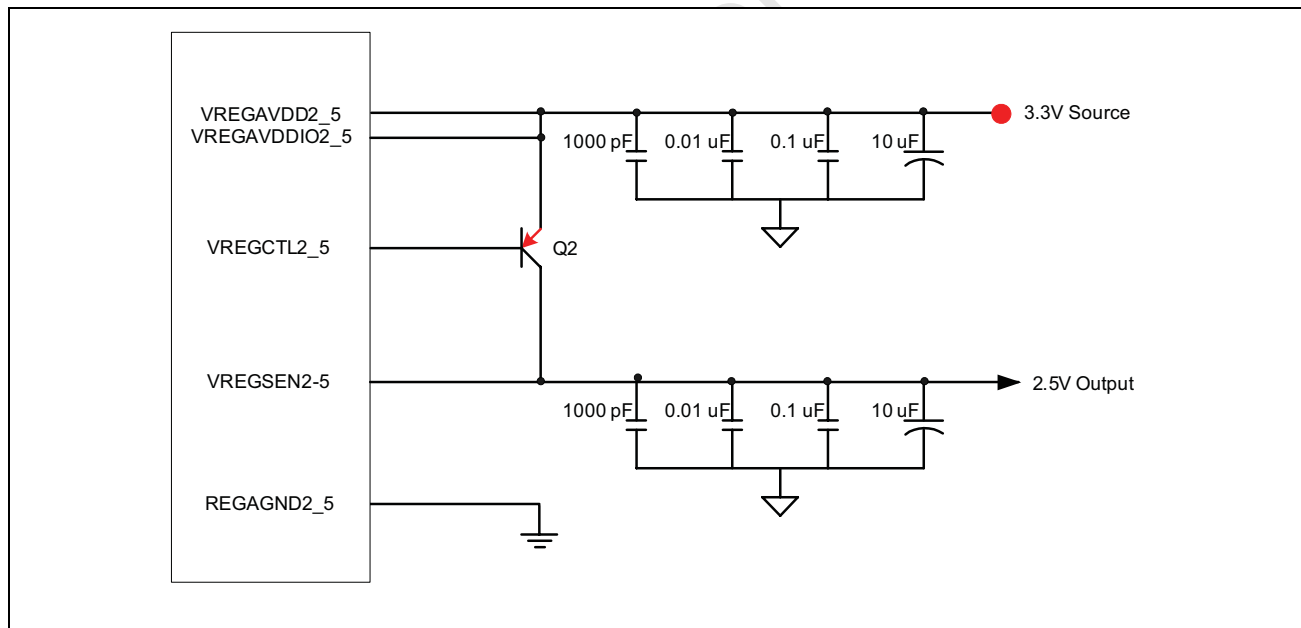 VREGAVDD2_5
3.3V Source
VREGAVDDIO2_5
1000 pF
0.01 uF
0.1 uF
10 uF
VREGCTL2_5
Q2
VREGSEN2-5
2.5V Output
1000 pF
0.01 uF
0.1 uF
10 uF
REGAGND2_5